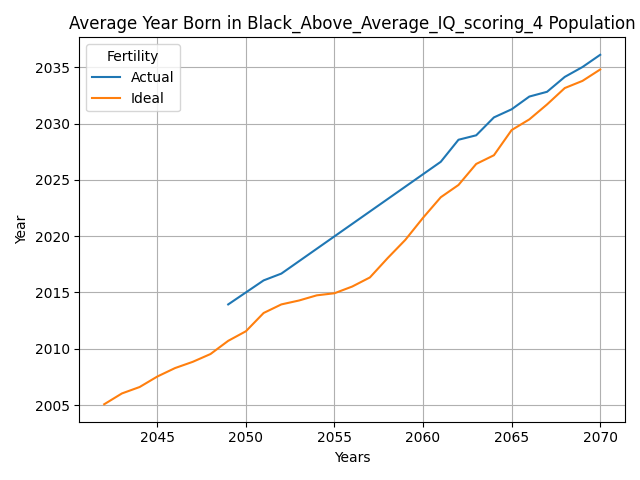 Average Year Born in Black_Above_Average_IQ_scoring_4 Population
Fertility
Actual
Ideal
Year
2035
2030
2025
2020
2015
2010
2005
2045 2050 2055 2060 2065 2070
Years